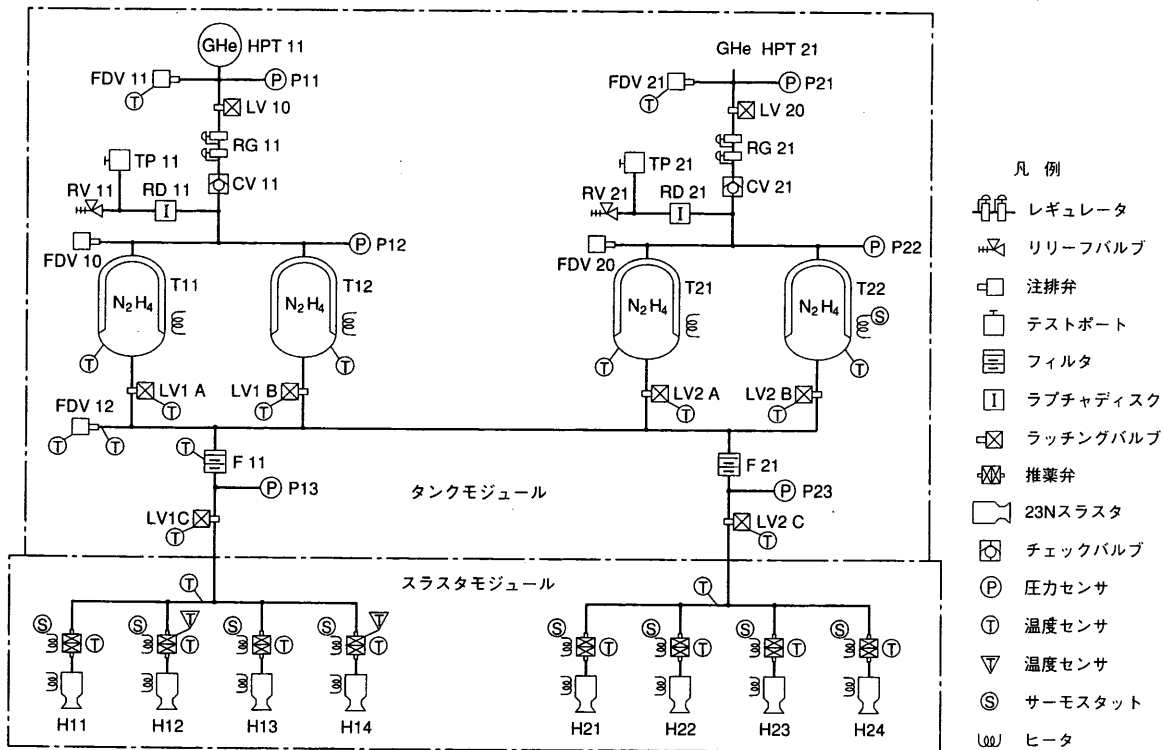 GHe HPT 11
GHe HPT 21
FDV 11
P P11
FDV 21
P P21
T
T
LV 10
LV 20
RG 11
RG 21
TP 11
TP 21
CV 11
CV 21
RV 11
RD 11
RV 21
RD 21
I
I
FDV 10
P P12
FDV 20
P P22
T11
T12
T21
T22
N2H4
N2H4
N2H4
N2H4
S
T
T
T
T
LV1 A
LV1 B
LV2 A
LV2 B
T
T
T
T
FDV 12
T
T
T
F 11
F 21
P P13
タンクモジュール
P P23
LV1C
LV2 C
T
T
スラスタモジュール
T
T
S
T
S
T
S
T
S
T
T
T
S
T
S
T
S
T
S
T
H11
H12
H13
H14
H21
H22
H23
H24
凡 例
レギュレータ
リリーフバルブ
注排弁
テストポート
フィルタ
I ラプチャディスク
ラッチングバルブ
推薬弁
23Nスラスタ
チェックバルブ
P 圧力センサ
T 温度センサ
T 温度センサ
S サーモスタット
ヒータ